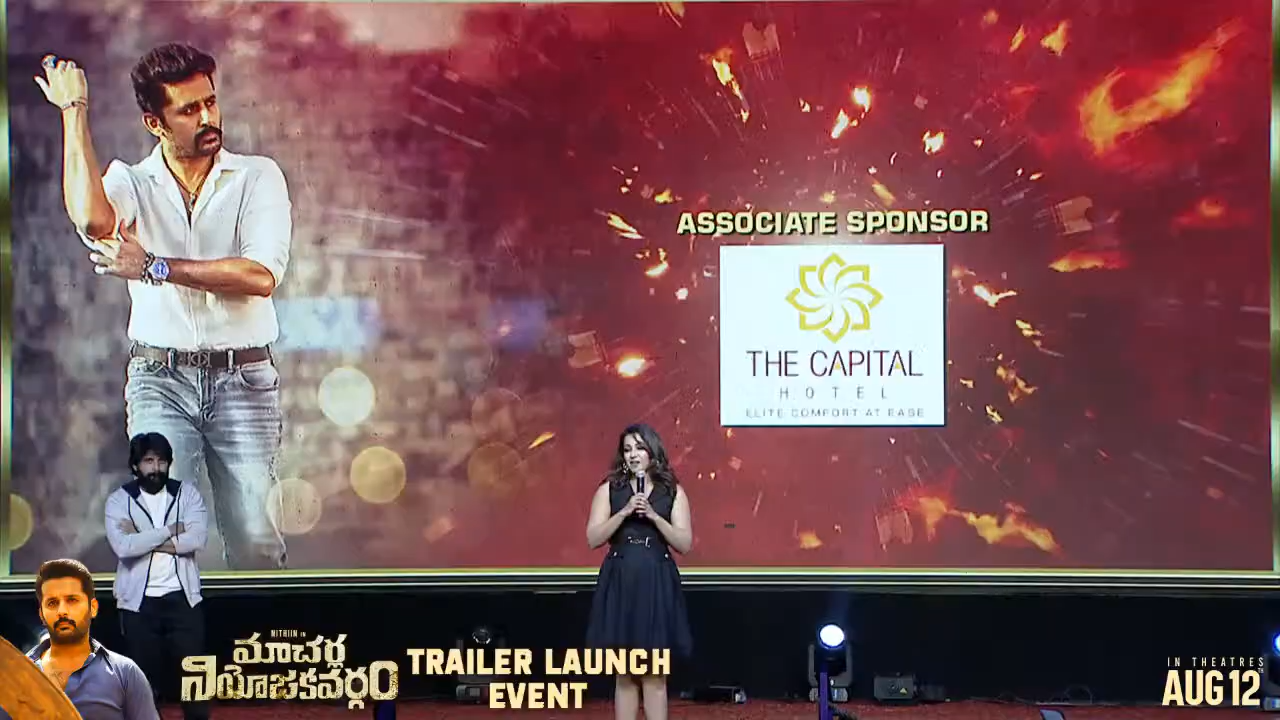 ASSOCIATE SPONSOR
THE CAPITAL
HOTEL
ELITE COMFORT AT EASE
NITHIIN IN
మాచర్ల
నియోజకవర్గం
TRAILER LAUNCH
EVENT
IN THEATRES
AUG 12